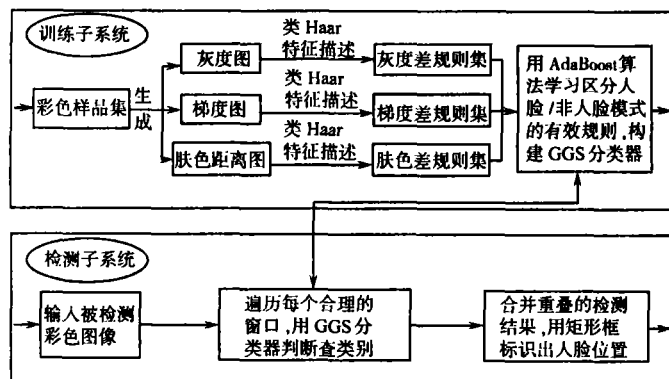 训练子系统
彩色样品集
生
成
灰度图
类 Haar
特征描述
灰度差规则集
梯度图
类 Haar
特征描述
梯度差规则集
肤色距离图
类 Haar
特征描述
肤色差规则集
用 AdaBoost算
法学习区分人
脸/非人脸模式
的有效规则,构
建 GGS 分类器
检测子系统
输入被检测
彩色图像
遍历每个合理的
窗口,用 GGS 分
类器判断查类别
合并重叠的检测
结果,用矩形框
标识出人脸位置